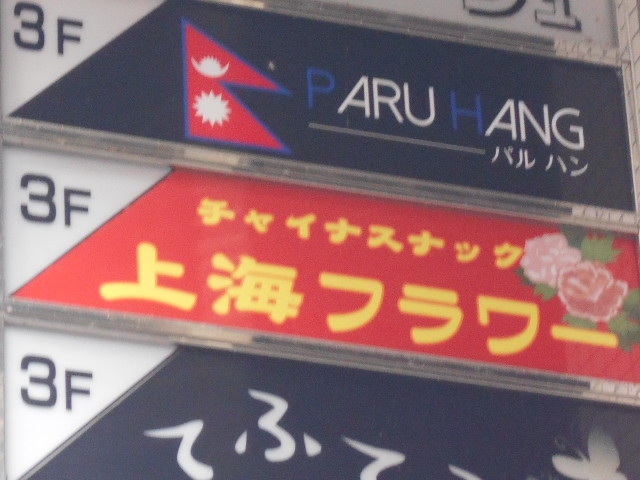 3F
PARU HANG
パル ハン
3F
チャイナスナック
上海フラワー
3F